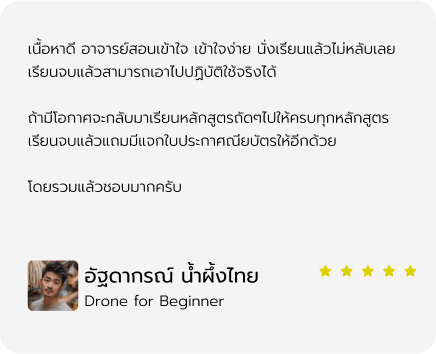 เนื้อหาดี อาจารย์สอนเข้าใจ เข้าใจง่าย นั่งเรียนแล้วไม่หลับเลย
เรียนจบแล้วสามารถเอาไปปฏิบัติใช้จริงได้
ถ้ามีโอกาศจะกลับมาเรียนหลักสูตรถัดๆไปให้ครบทุกหลักสูตร
เรียนจบแล้วแถมมีแจกใบประกาศณียบัตรให้อีกด้วย
โดยรวมแล้วชอบมากครับ
อัฐดากรณ์ น้ำผึ้งไทย
Drone for Beginner